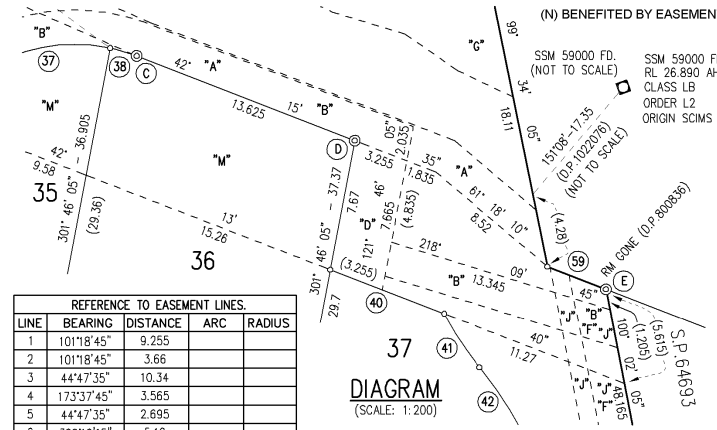 (N) BENEFITED BY EASEMEN
"B"
37
38
C
42°
"A"
"G"
99°
34'
05"
18.11
SSM 59000 FD.
(NOT TO SCALE)
SSM 59000 F
RL 26.890 AH
CLASS LB
ORDER L2
ORIGIN SCIMS
151°08' -17.35
(D.P.1022076)
(NOT TO SCALE)
"M"
36.905
13.625
15'
"B"
05"
2.035
D
3.255
35"
1.835
"A"
"M"
42°
9.58
35
301° 46' 05" -
(29.36)
37.37
7.67
46'
7.665
(4.835)
61° 18' 10"
8.52
(4.28)
RM GONE (D.P.800836)
13'
15.26
36
"D"
121°
218°
59
E
301° 46' 05" -
29.7
(3.255)
40
"B" 13.345
09'
45"
"J"
"B"
"F" "J"
100°
(1.205)
(5.615)
S.P.64693
41
37
40"
11.27
02'
"J"
"J"
"F"
05"
48.165
42
DIAGRAM
(SCALE: 1:200)
REFERENCE TO EASEMENT LINES.
LINE BEARING DISTANCE ARC RADIUS
1 101°18'45" 9.255
2 101°18'45" 3.66
3 44°47'35" 10.34
4 173°37'45" 3.565
5 44°47'35" 2.695